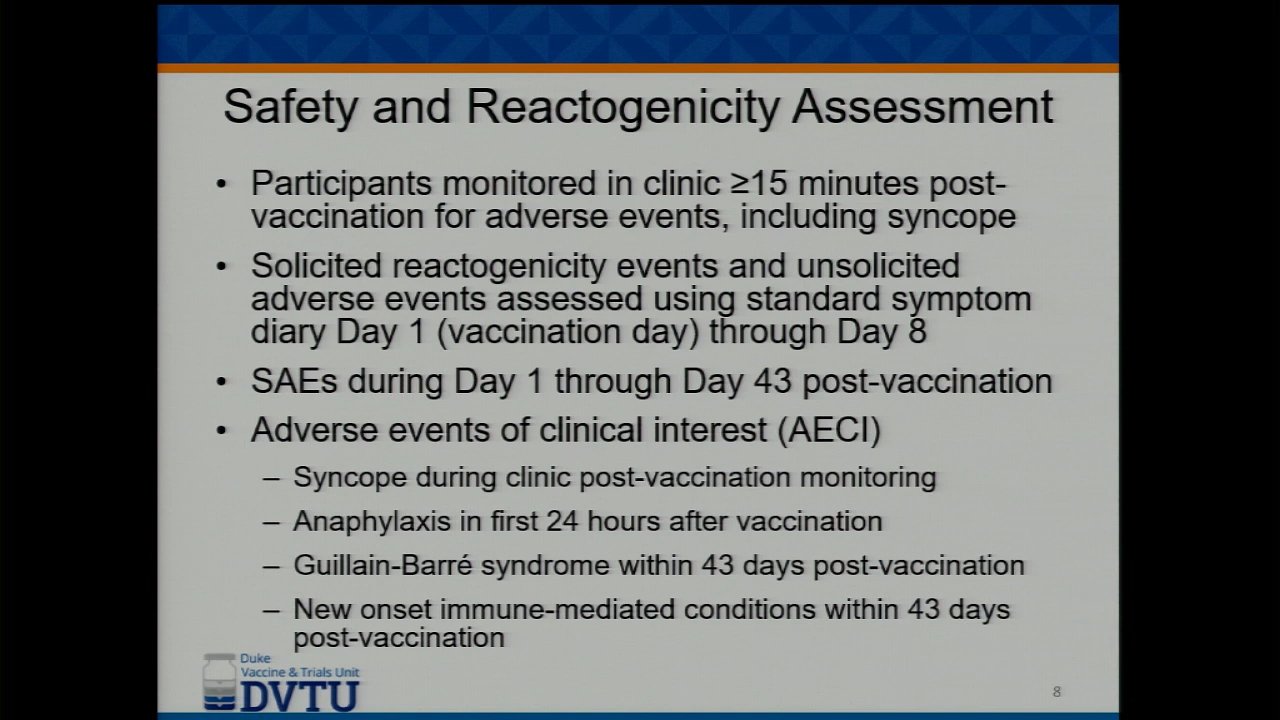 Safety and Reactogenicity Assessment
• Participants monitored in clinic ≥15 minutes post-
vaccination for adverse events, including syncope
• Solicited reactogenicity events and unsolicited
adverse events assessed using standard symptom
diary Day 1 (vaccination day) through Day 8
• SAEs during Day 1 through Day 43 post-vaccination
• Adverse events of clinical interest (AECI)
– Syncope during clinic post-vaccination monitoring
– Anaphylaxis in first 24 hours after vaccination
– Guillain-Barré syndrome within 43 days post-vaccination
– New onset immune-mediated conditions within 43 days
post-vaccination
Duke
Vaccine & Trials Unit
DVTU
8